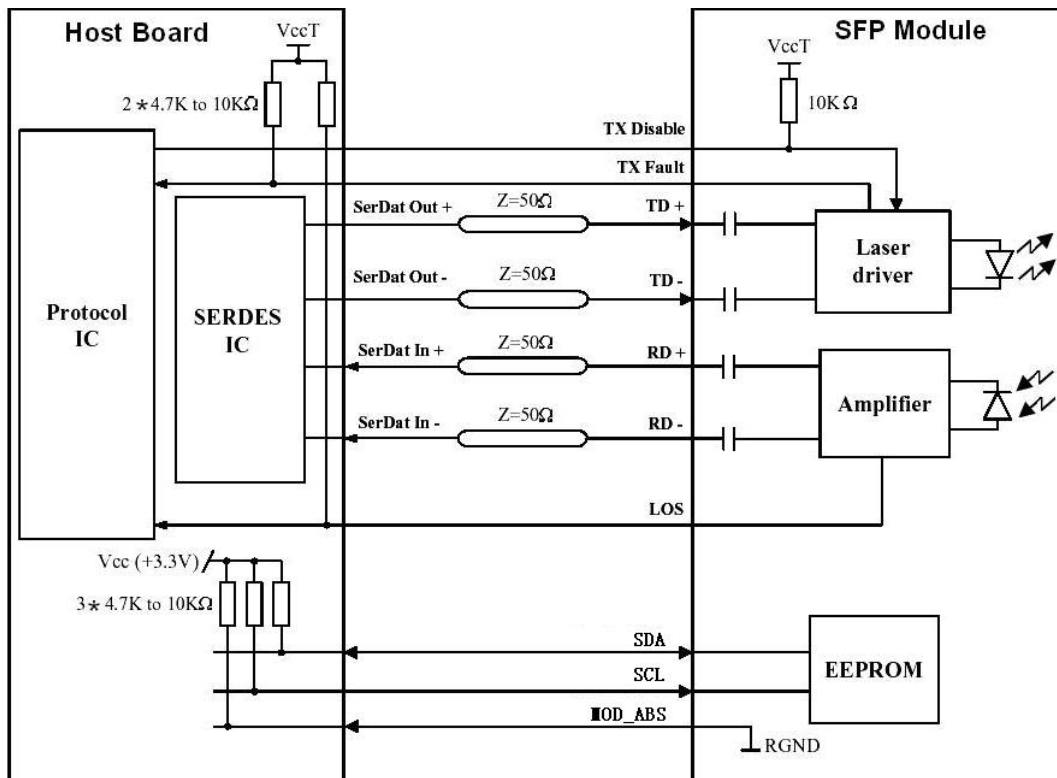 Host Board
SFP Module
VccT
VccT
2*4.7K to 10KΩ
10KΩ
TX Disable
TX Fault
SerDat Out +
Z=50Ω
TD +
SerDat Out -
Z=50Ω
TD -
Laser
driver
Protocol
IC
SERDES
IC
SerDat In +
Z=50Ω
RD +
SerDat In -
Z=50Ω
RD -
Amplifier
LOS
Vcc (+3.3V)
3*4.7K to 10KΩ
SDA
SCL
MOD_ABS
EEPROM
RGND